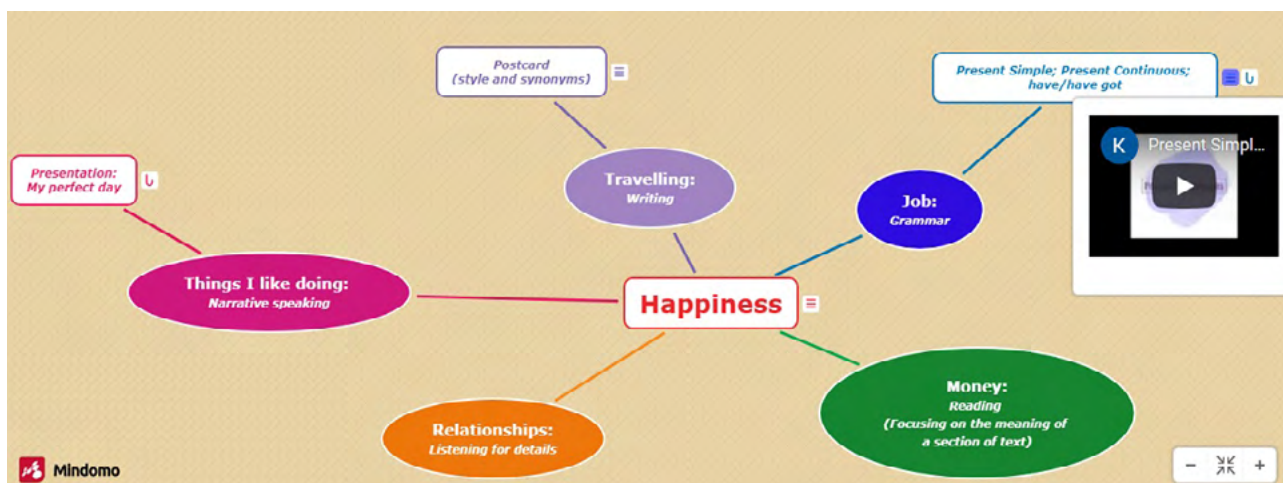 Postcard
(style and synonyms)
Present Simple; Present Continuous;
have/have got
K Present Simpl...
Presentation:
My perfect day
Travelling:
Writing
Job:
Grammar
Things I like doing:
Narrative speaking
Happiness
Money:
Reading
(Focusing on the meaning of
a section of text)
Relationships:
Listening for details
Mindomo